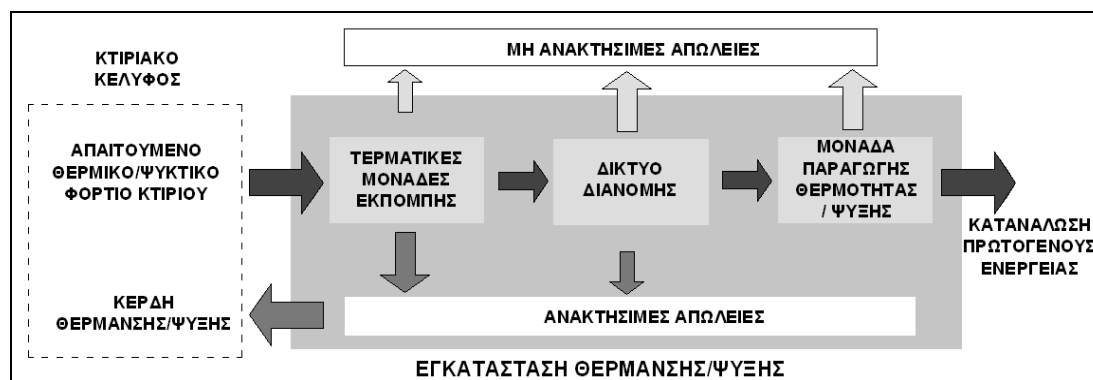 ΜΗ ΑΝΑΚΤΗΣΙΜΕΣ ΑΠΩΛΕΙΕΣ
ΚΤΙΡΙΑΚΟ
ΚΕΛΥΦΟΣ
ΑΠΑΙΤΟΥΜΕΝΟ
ΘΕΡΜΙΚΟ/ΨΥΚΤΙΚΟ
ΦΟΡΤΙΟ ΚΤΙΡΙΟΥ
ΤΕΡΜΑΤΙΚΕΣ
ΜΟΝΑΔΕΣ
ΕΚΠΟΜΠΗΣ
ΔΙΚΤΥΟ
ΔΙΑΝΟΜΗΣ
ΜΟΝΑΔΑ
ΠΑΡΑΓΩΓΗΣ
ΘΕΡΜΟΤΗΤΑΣ
/ ΨΥΞΗΣ
ΚΑΤΑΝΑΛΩΣΗ
ΠΡΩΤΟΓΕΝΟΥΣ
ΕΝΕΡΓΕΙΑΣ
ΚΕΡΔΗ
ΘΕΡΜΑΝΣΗΣ/ΨΥΞΗΣ
ΑΝΑΚΤΗΣΙΜΕΣ ΑΠΩΛΕΙΕΣ
ΕΓΚΑΤΑΣΤΑΣΗ ΘΕΡΜΑΝΣΗΣ/ΨΥΞΗΣ